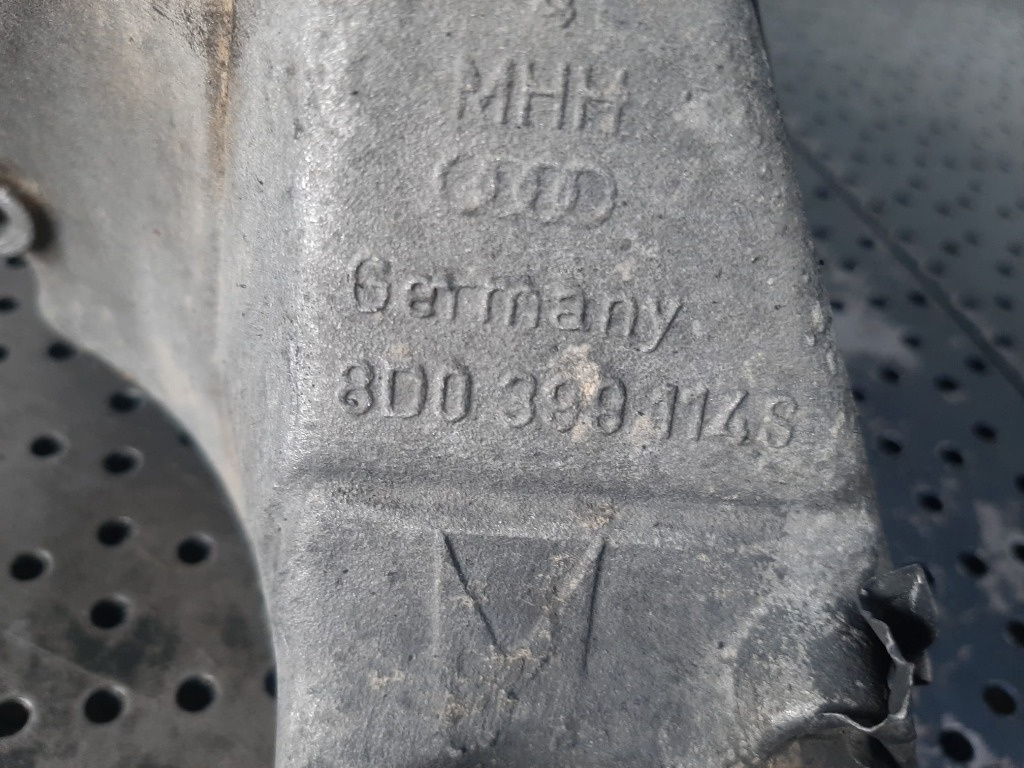 MHH
Germany
8D0 399 114S